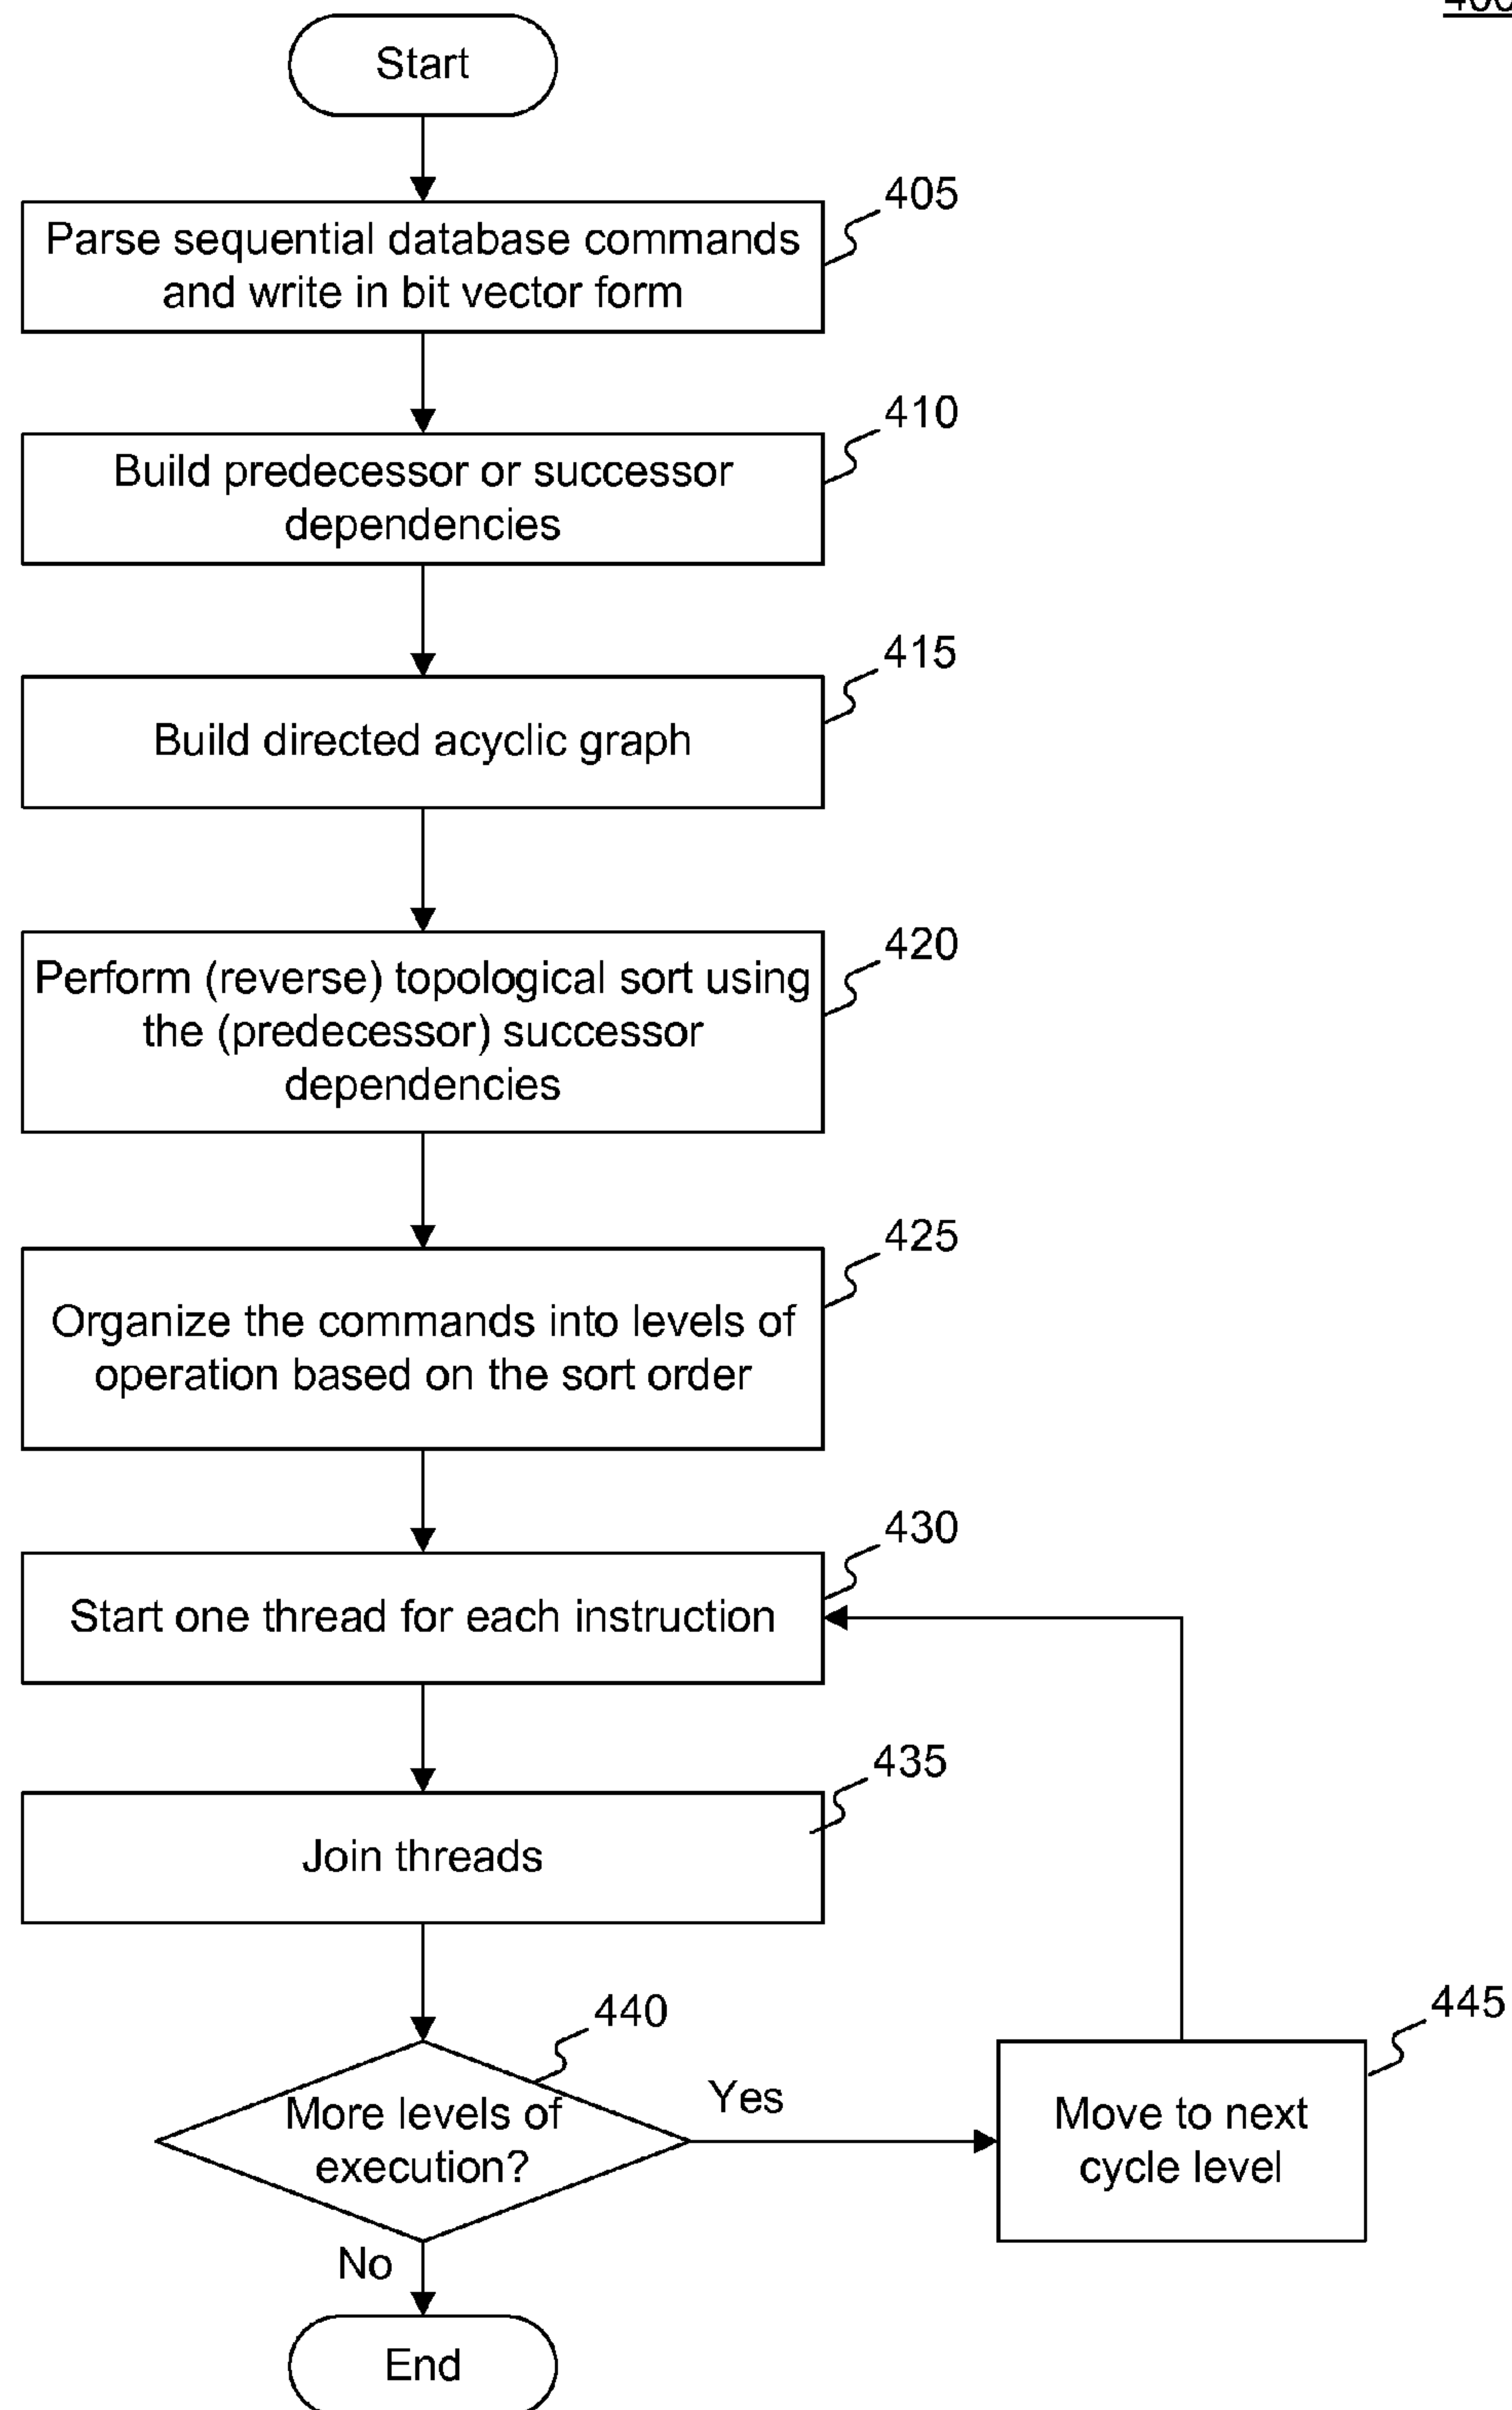 Start
405
Parse sequential database commands
and write in bit vector form
410
Build predecessor or successor
dependencies
415
Build directed acyclic graph
420
Perform (reverse) topological sort using
the (predecessor) successor
dependencies
425
Organize the commands into levels of
operation based on the sort order
430
Start one thread for each instruction
435
Join threads
440
More levels of
execution?
Yes
445
Move to next
cycle level
No
End